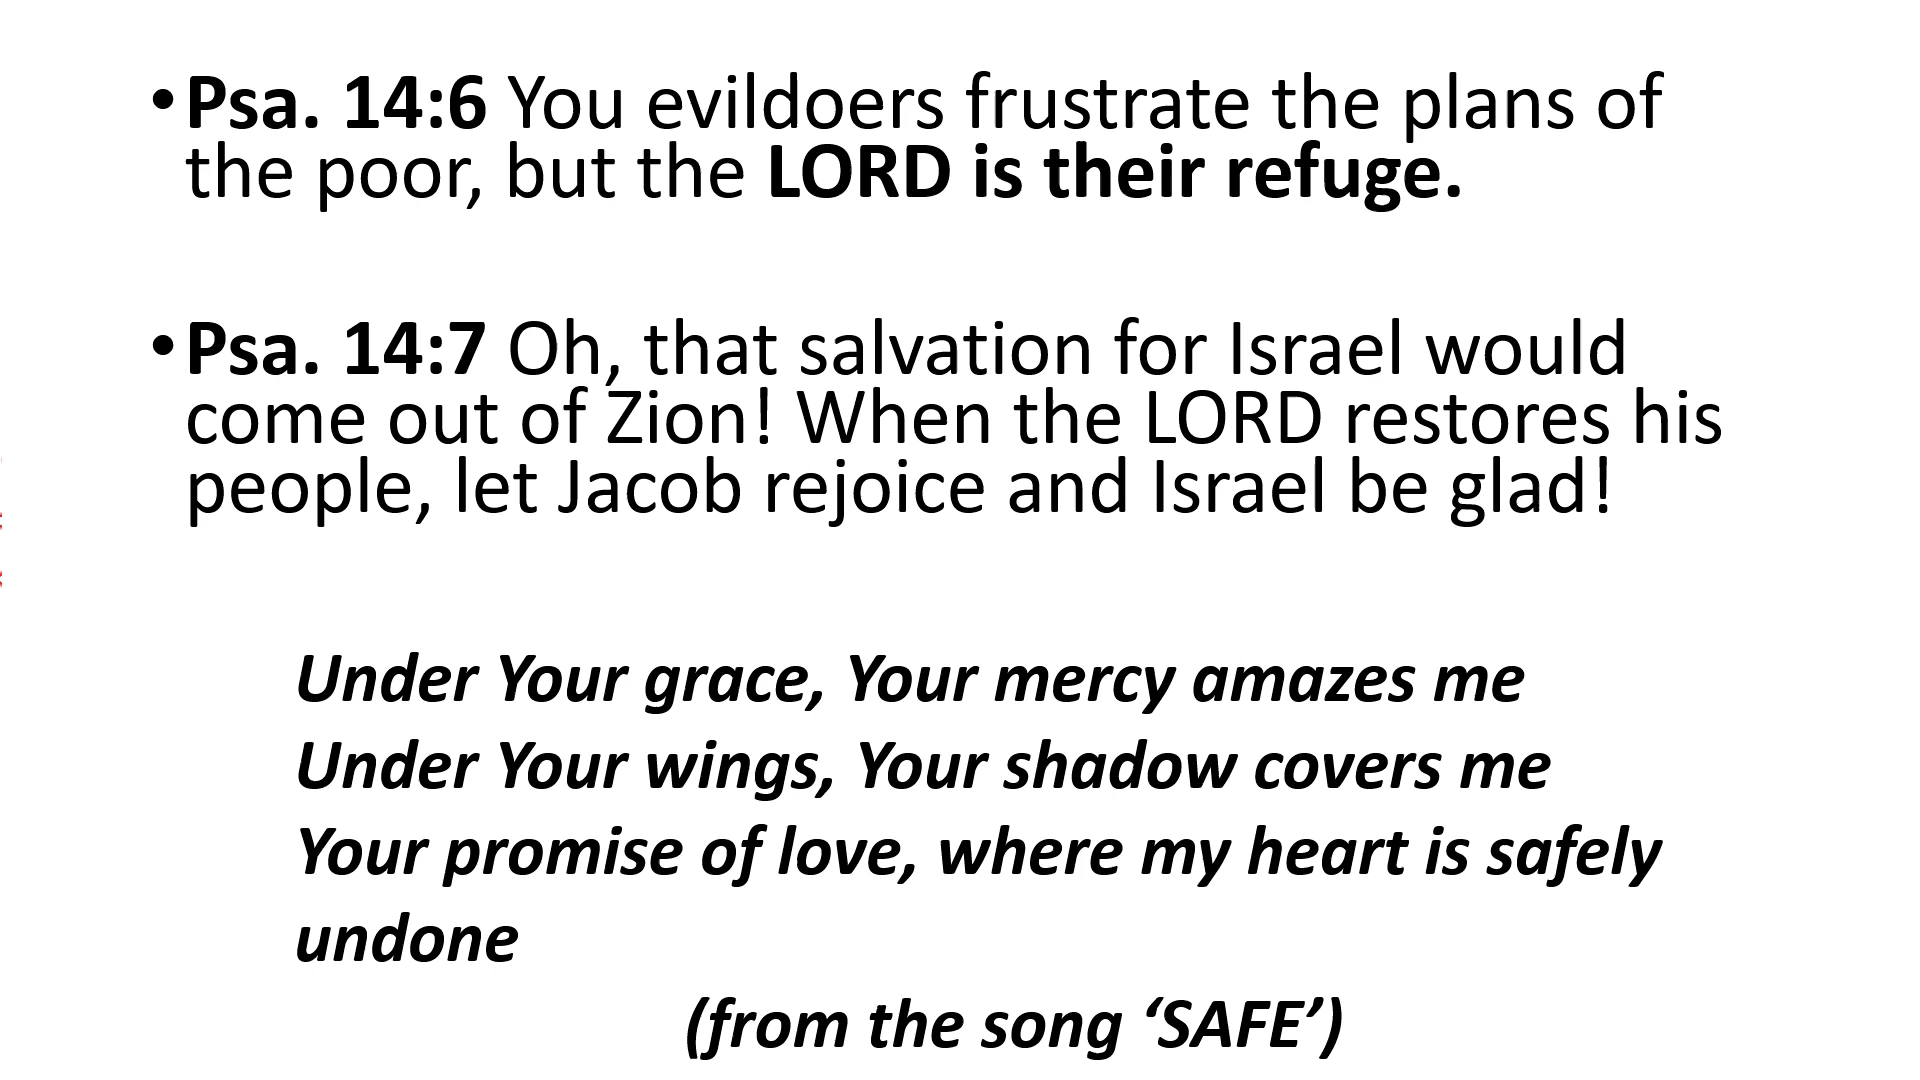 •Psa. 14:6 You evildoers frustrate the plans of
the poor, but the LORD is their refuge.
•Psa. 14:7 Oh, that salvation for Israel would
come out of Zion! When the LORD restores his
people, let Jacob rejoice and Israel be glad!
Under Your grace, Your mercy amazes me
Under Your wings, Your shadow covers me
Your promise of love, where my heart is safely
undone
(from the song ‘SAFE’)